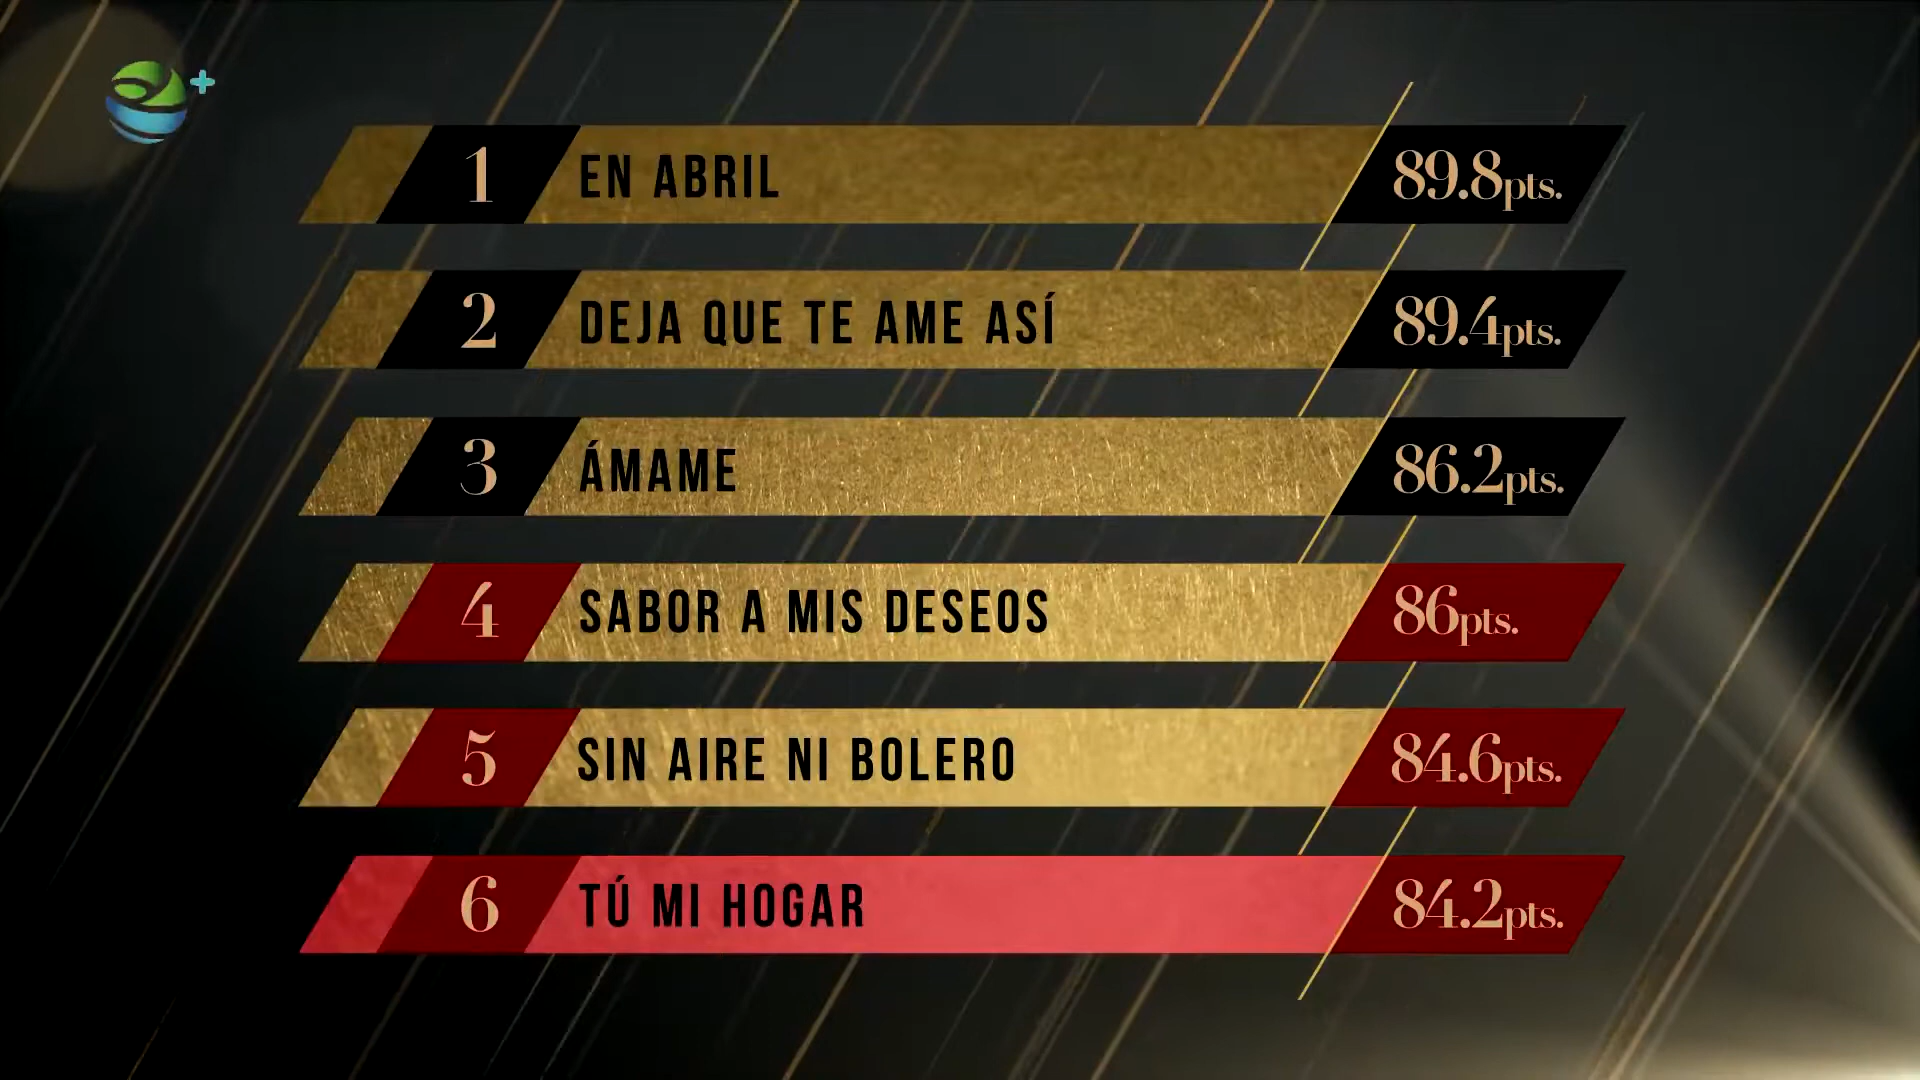 1 EN ABRIL 89.8pts.
2 DEJA QUE TE AME ASÍ 89.4pts.
3 ÁMAME 86.2pts.
4 SABOR A MIS DESEOS 86pts.
5 SIN AIRE NI BOLERO 84.6pts.
6 TÚ MI HOGAR 84.2pts.